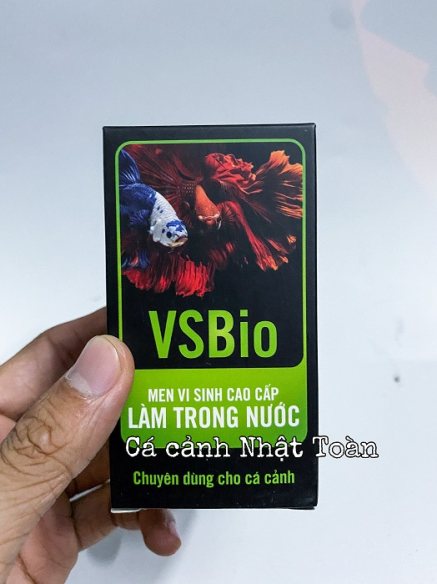 VSBio
MEN VI SINH CAO CẤP
LÀM TRONG NƯỚC
Cá cảnh Nhật Toàn
Chuyên dùng cho cá cảnh